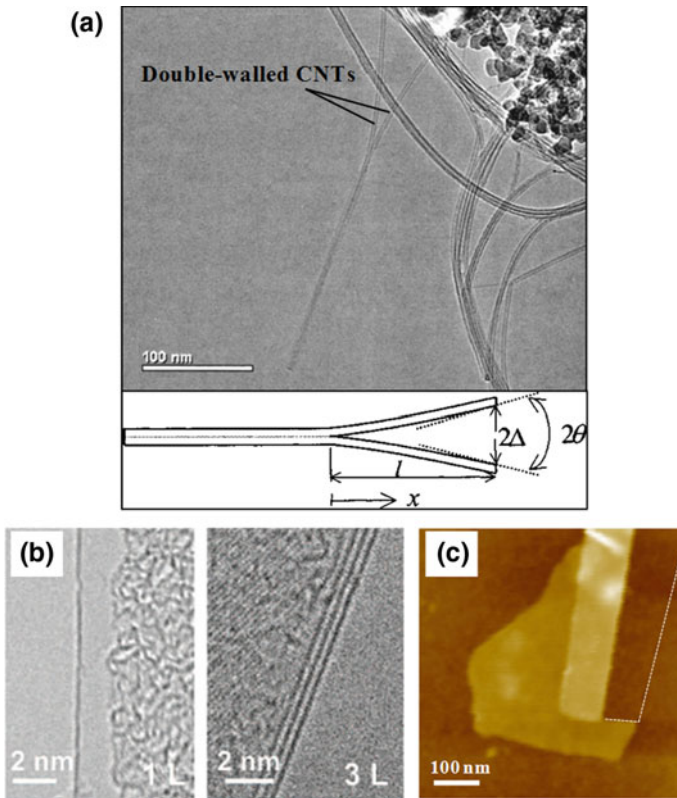 (a)
Double-walled CNTs
100 nm
2Δ
2θ
l
x
(b)
2 nm
1 L
2 nm
3 L
(c)
100 nm